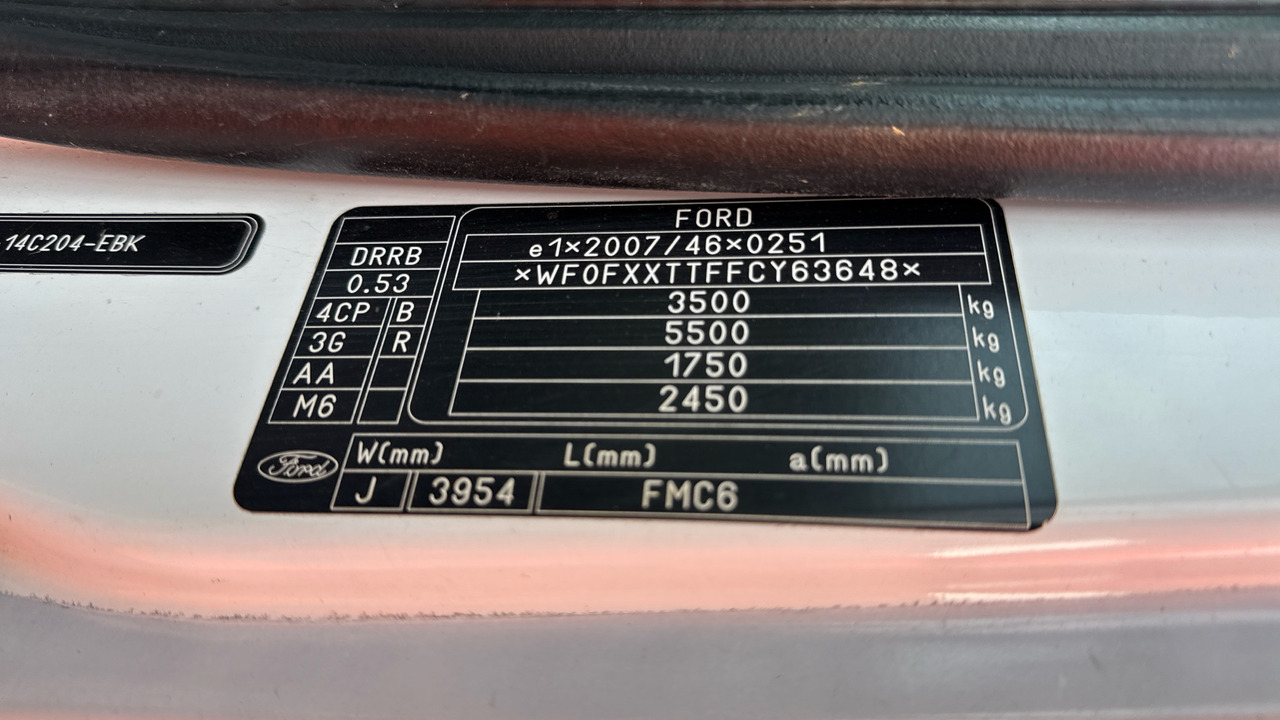 14C204-EBK
FORD
e1×2007/46×0251
×WF0FXXTTFFCY63648×
DRRB
0.53
4CP B
3G R
AA
M6
3500 kg
5500 kg
1750 kg
2450 kg
Ford
W(mm) L(mm) a(mm)
J 3954 FMC6